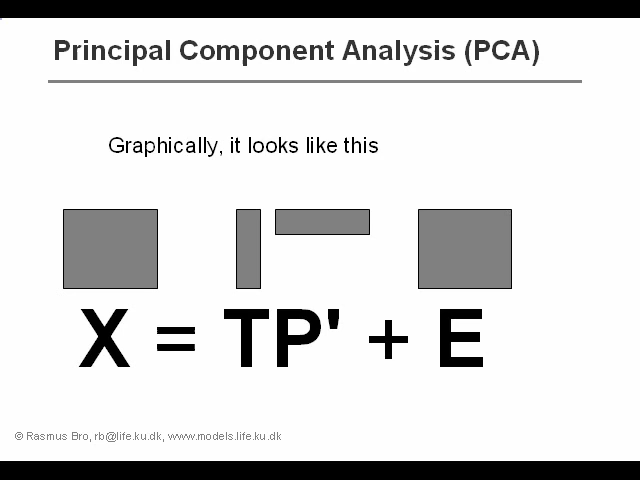 Principal Component Analysis (PCA)
Graphically, it looks like this
X = TP' + E
© Rasmus Bro, rb@life.ku.dk, www.models.life.ku.dk